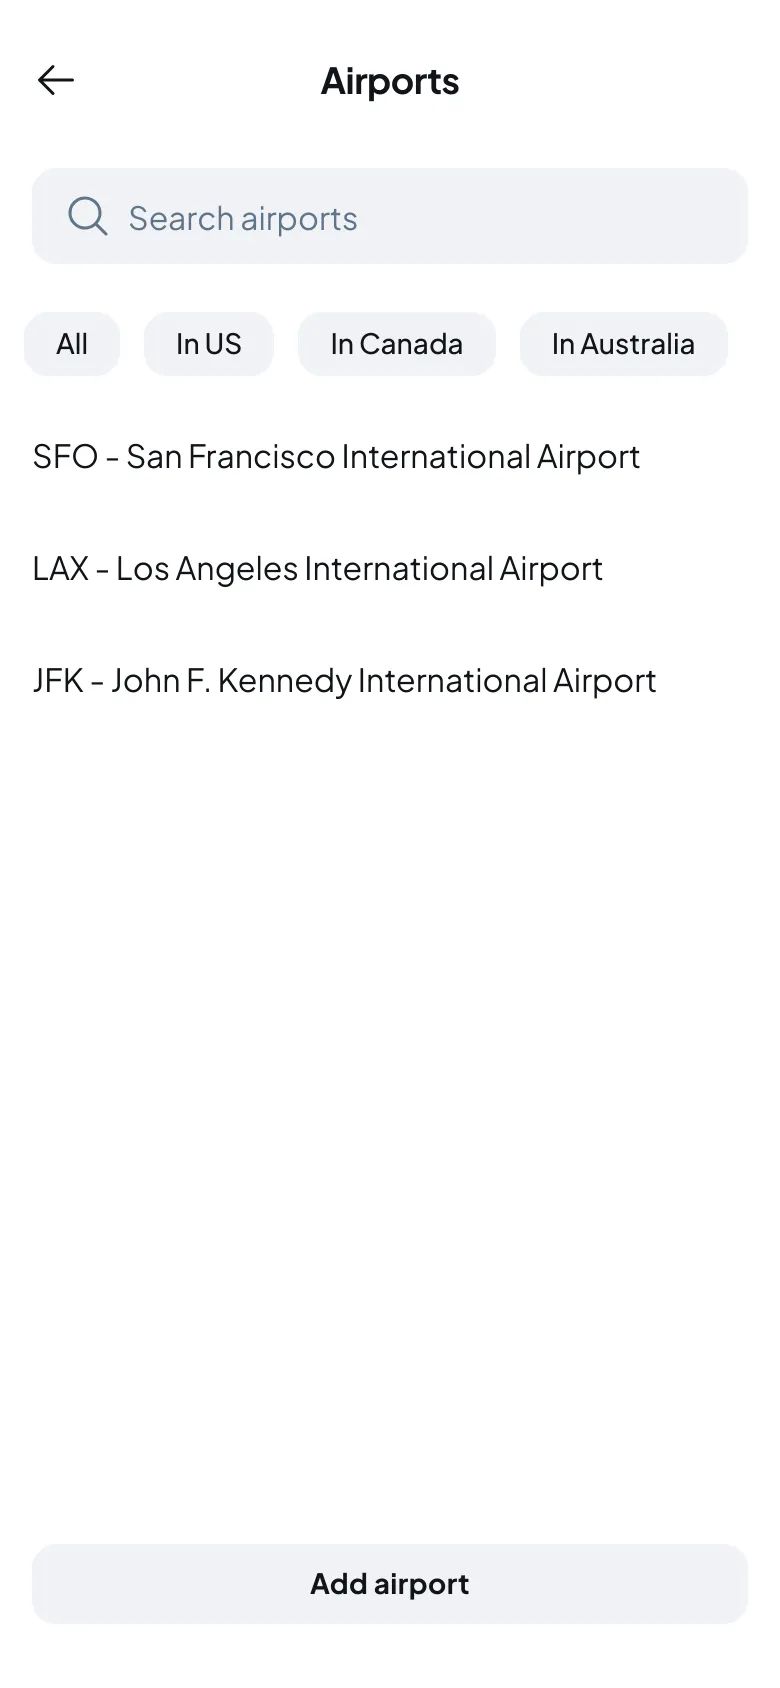 Airports
Search airports
All In US In Canada In Australia
SFO - San Francisco International Airport
LAX - Los Angeles International Airport
JFK - John F. Kennedy International Airport
Add airport